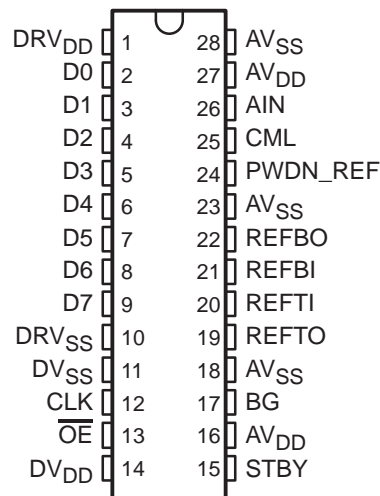 DRVDD 1 28 AVSS
D0 2 27 AVDD
D1 3 26 AIN
D2 4 25 CML
D3 5 24 PWDN_REF
D4 6 23 AVSS
D5 7 22 REFBO
D6 8 21 REFBI
D7 9 20 REFTI
DRVSS 10 19 REFTO
DVSS 11 18 AVSS
CLK 12 17 BG
OE 13 16 AVDD
DVDD 14 15 STBY